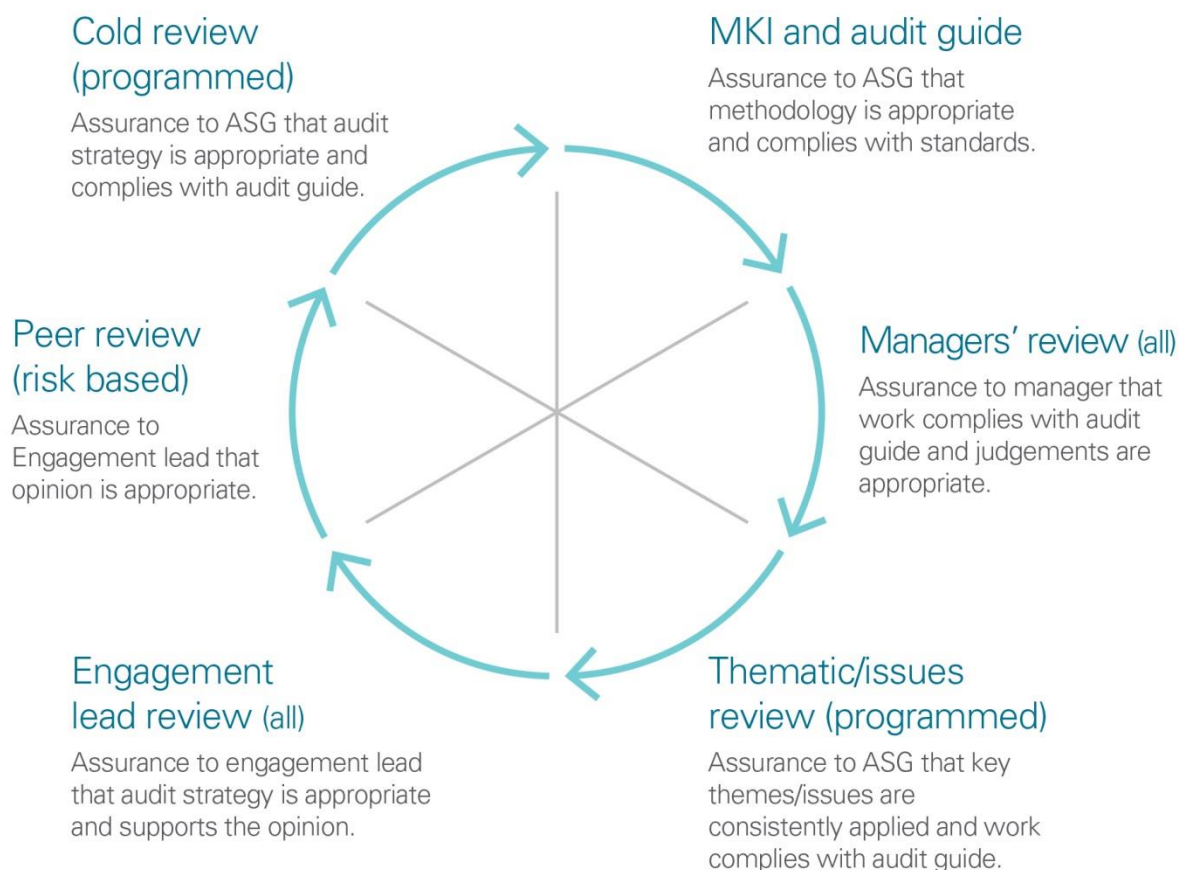 Cold review
(programmed)
Assurance to ASG that audit
strategy is appropriate and
complies with audit guide.
MKI and audit guide
Assurance to ASG that
methodology is appropriate
and complies with standards.
Managers’ review (all)
Assurance to manager that
work complies with audit
guide and judgements are
appropriate.
Thematic/issues
review (programmed)
Assurance to ASG that key
themes/issues are
consistently applied and work
complies with audit guide.
Engagement
lead review (all)
Assurance to engagement lead
that audit strategy is appropriate
and supports the opinion.
Peer review
(risk based)
Assurance to
Engagement lead that
opinion is appropriate.